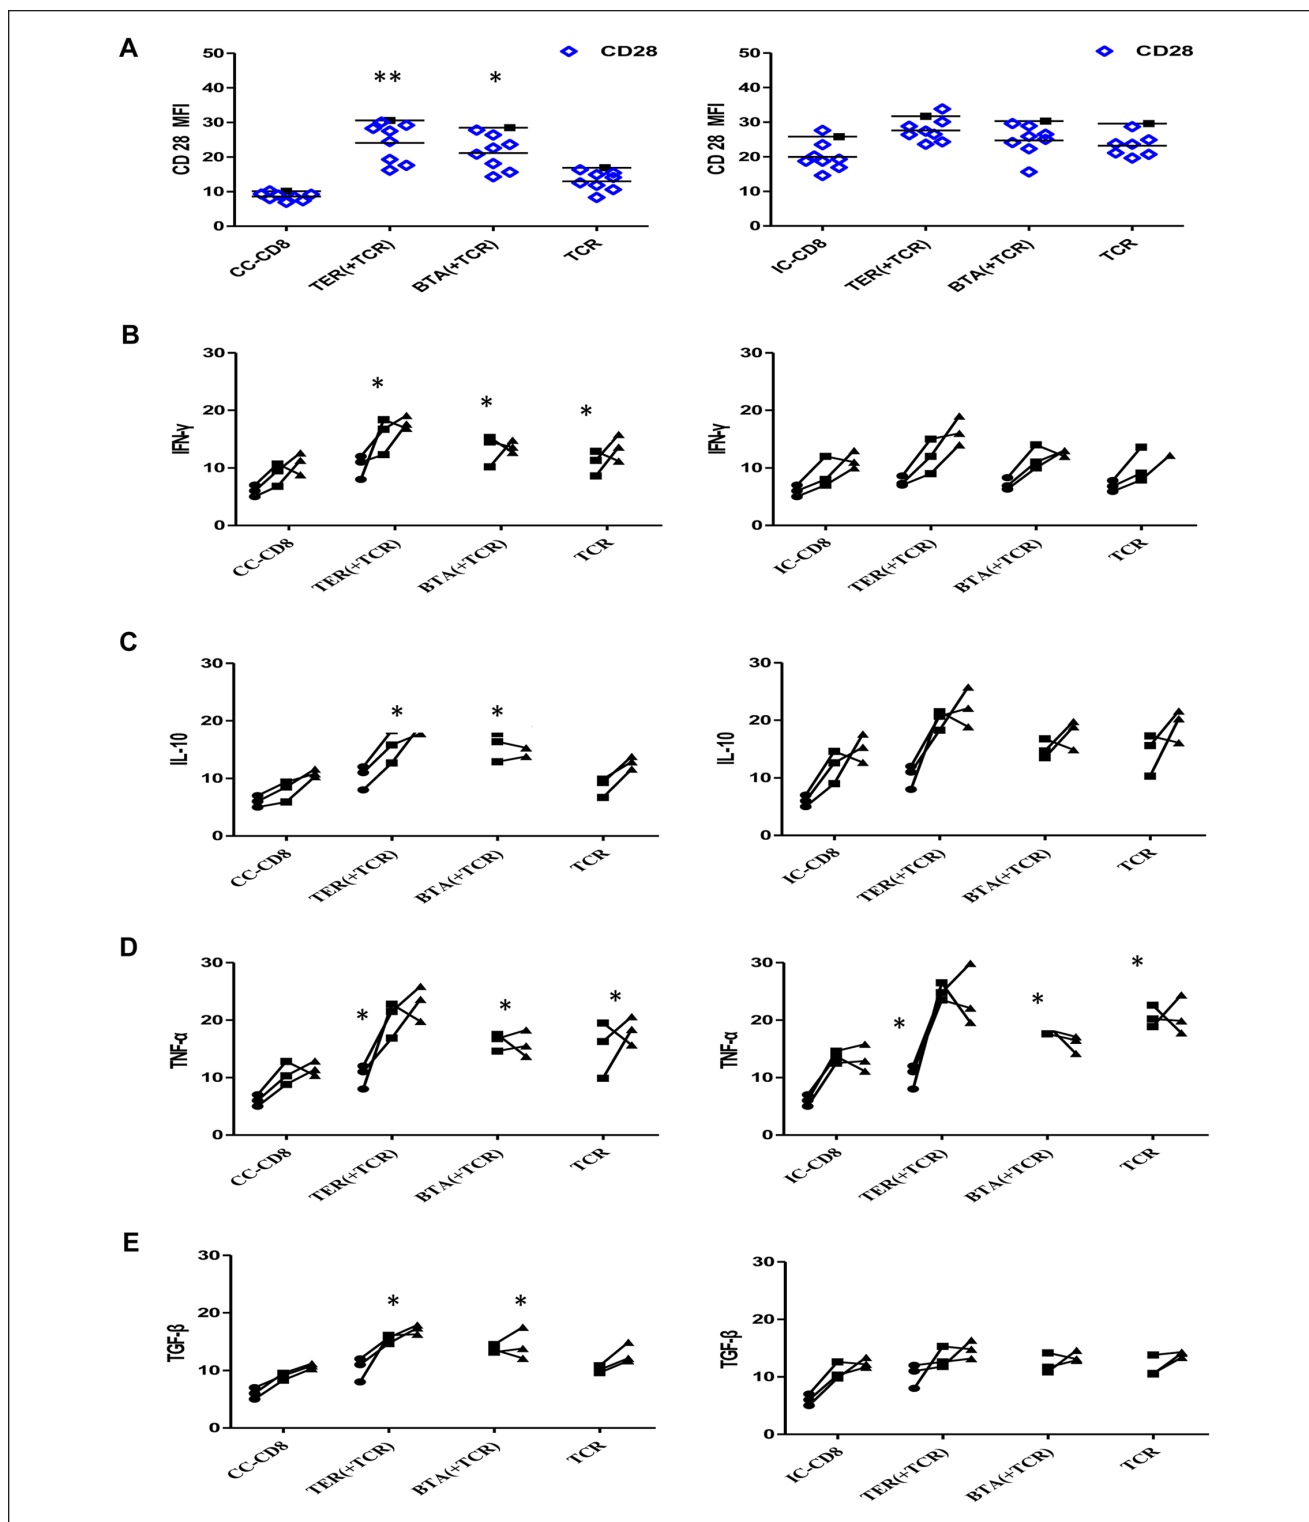 A
CD28
CD28
CD 28 MFI
50
40
30
20
10
0
**
*
CC-CD8
TER(+TCR)
BTA(+TCR)
TCR
CD 28 MFI
50
40
30
20
10
0
IC-CD8
TER(+TCR)
BTA(+TCR)
TCR
B
IFN-γ
30
20
10
0
*
*
*
CC-CD8
TER(+TCR)
BTA(+TCR)
TCR
IFN-γ
30
20
10
0
IC-CD8
TER(+TCR)
BTA(+TCR)
TCR
C
IL-10
30
20
10
0
*
*
CC-CD8
TER(+TCR)
BTA(+TCR)
TCR
IL-10
30
20
10
0
IC-CD8
TER(+TCR)
BTA(+TCR)
TCR
D
TNF-α
30
20
10
0
*
*
*
CC-CD8
TER(+TCR)
BTA(+TCR)
TCR
TNF-α
30
20
10
0
*
*
*
IC-CD8
TER(+TCR)
BTA(+TCR)
TCR
E
TGF-β
30
20
10
0
*
*
CC-CD8
TER(+TCR)
BTA(+TCR)
TCR
TGF-β
30
20
10
0
IC-CD8
TER(+TCR)
BTA(+TCR)
TCR